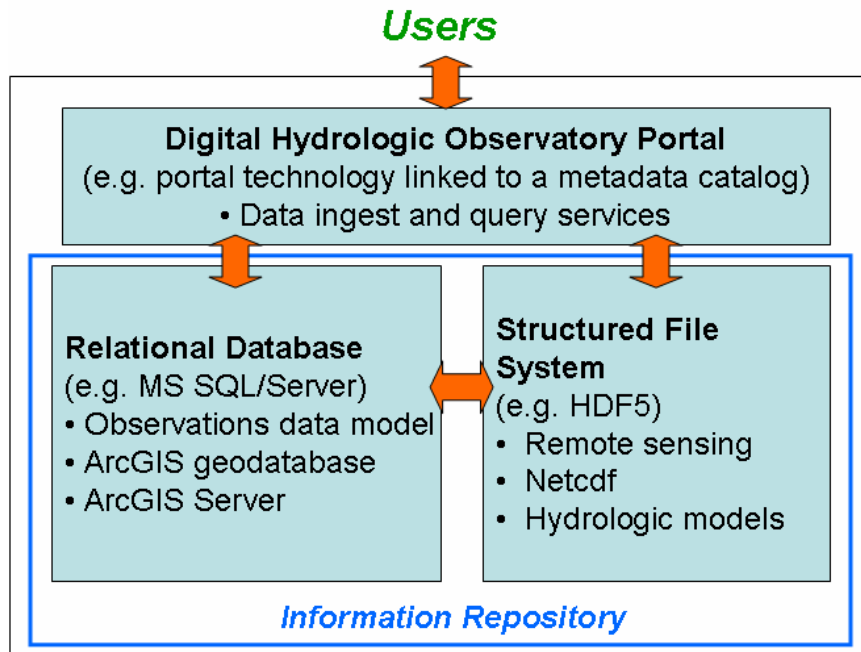 Users
Digital Hydrologic Observatory Portal
(e.g. portal technology linked to a metadata catalog)
• Data ingest and query services
Relational Database
(e.g. MS SQL/Server)
• Observations data model
• ArcGIS geodatabase
• ArcGIS Server
Structured File
System
(e.g. HDF5)
• Remote sensing
• Netcdf
• Hydrologic models
Information Repository